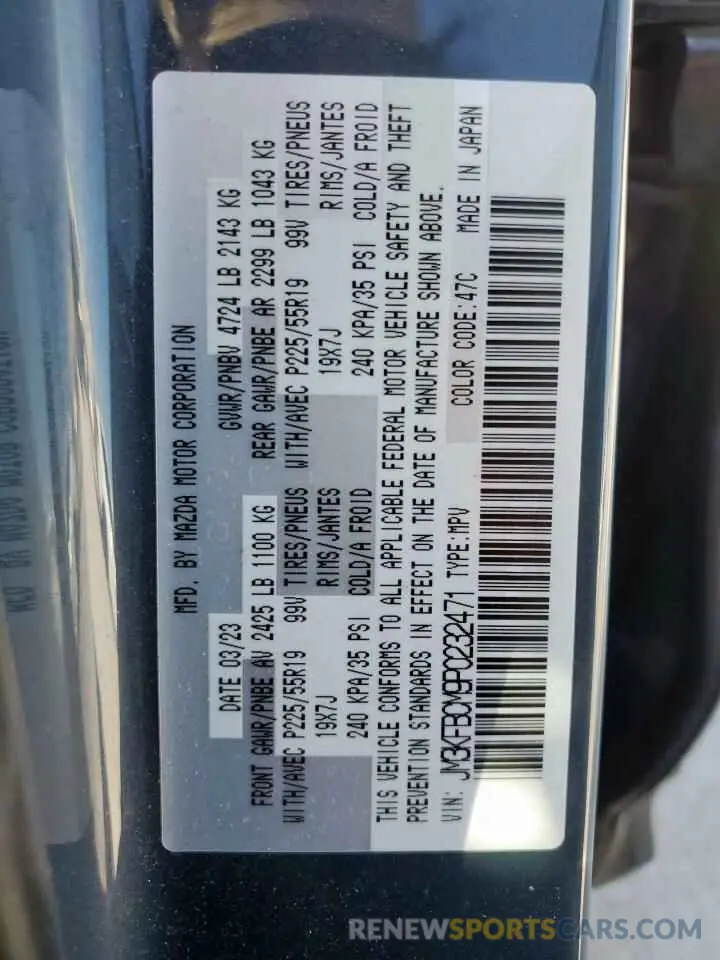 MFD. BY MAZDA MOTOR CORPORATION
DATE 03/23 GVWR/PNBV 4724 LB 2143 KG
FRONT GAWR/PNBE AV 2425 LB 1100 KG REAR GAWR/PNBE AR 2299 LB 1043 KG
WITH/AVEC P225/55R19 99V TIRES/PNEUS WITH/AVEC P225/55R19 99V TIRES/PNEUS
19X7J RIMS/JANTES 19X7J RIMS/JANTES
240 KPA/35 PSI COLD/A FROID 240 KPA/35 PSI COLD/A FROID
THIS VEHICLE CONFORMS TO ALL APPLICABLE FEDERAL MOTOR VEHICLE SAFETY AND THEFT
PREVENTION STANDARDS IN EFFECT ON THE DATE OF MANUFACTURE SHOWN ABOVE.
VIN: JM3KFBCM9P0232471 TYPE:MPV COLOR CODE:47C MADE IN JAPAN
RENEWSPORTSCARS.COM